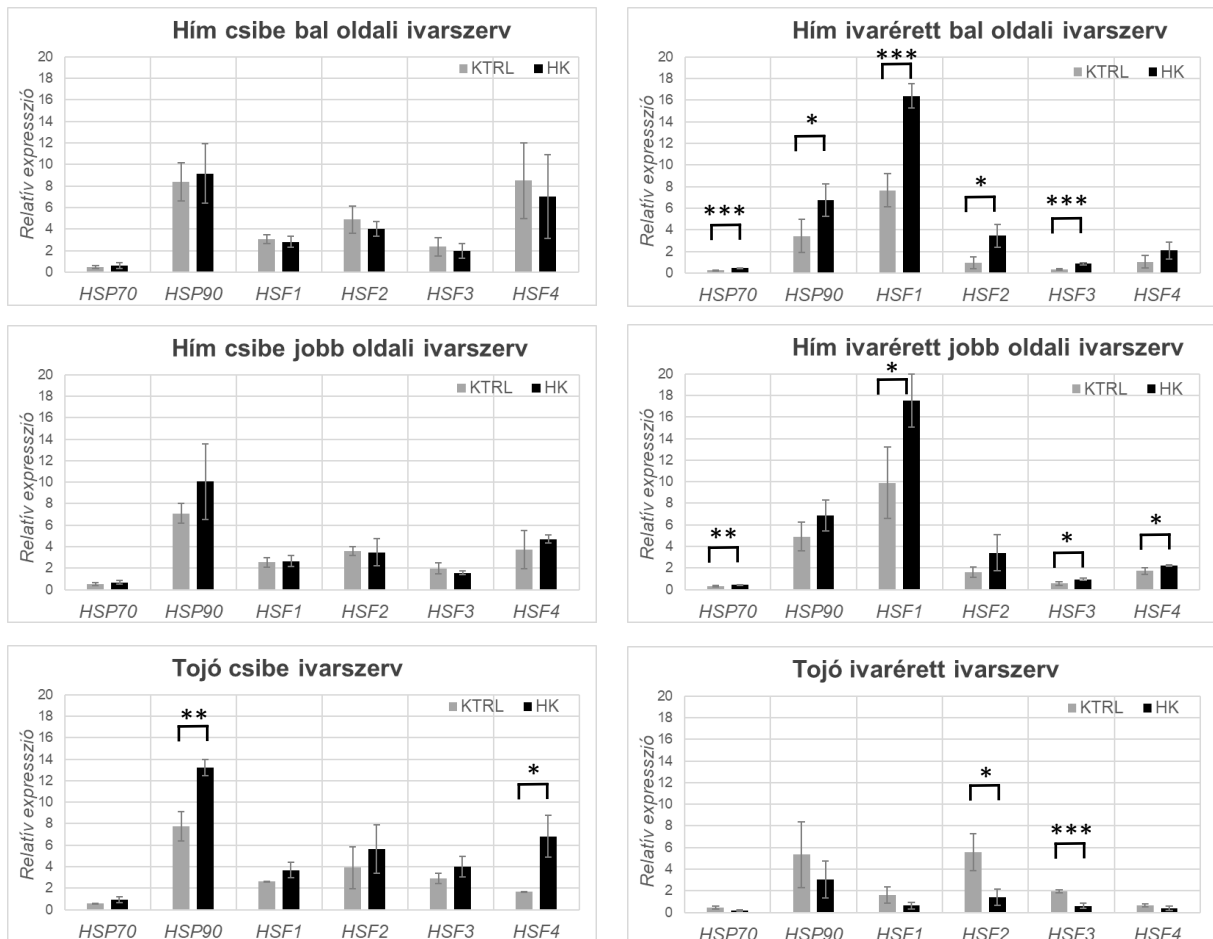 Hím csibe bal oldali ivarszerv
KTRL HK
Relatív expresszió
20
18
16
14
12
10
8
6
4
2
0
HSP70 HSP90 HSF1 HSF2 HSF3 HSF4
Hím ivarérett bal oldali ivarszerv
KTRL HK
Relatív expresszió
20
18
16
14
12
10
8
6
4
2
0
*** * *** * ***
HSP70 HSP90 HSF1 HSF2 HSF3 HSF4
Hím csibe jobb oldali ivarszerv
KTRL HK
Relatív expresszió
20
18
16
14
12
10
8
6
4
2
0
HSP70 HSP90 HSF1 HSF2 HSF3 HSF4
Hím ivarérett jobb oldali ivarszerv
KTRL HK
Relatív expresszió
20
18
16
14
12
10
8
6
4
2
0
** * * *
HSP70 HSP90 HSF1 HSF2 HSF3 HSF4
Tojó csibe ivarszerv
KTRL HK
Relatív expresszió
20
18
16
14
12
10
8
6
4
2
0
** *
HSP70 HSP90 HSF1 HSF2 HSF3 HSF4
Tojó ivarérett ivarszerv
KTRL HK
Relatív expresszió
20
18
16
14
12
10
8
6
4
2
0
* ***
HSP70 HSP90 HSF1 HSF2 HSF3 HSF4